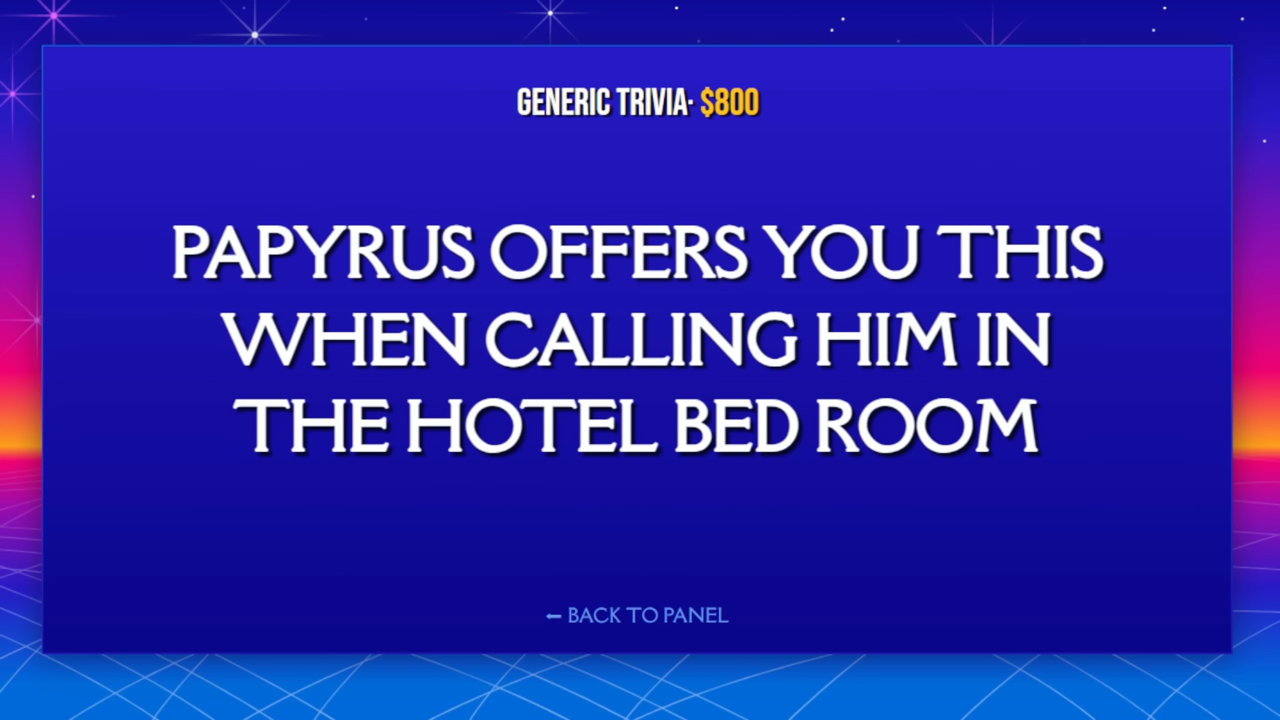 GENERIC TRIVIA· $800
PAPYRUS OFFERS YOU THIS
WHEN CALLING HIM IN
THE HOTEL BED ROOM
← BACK TO PANEL